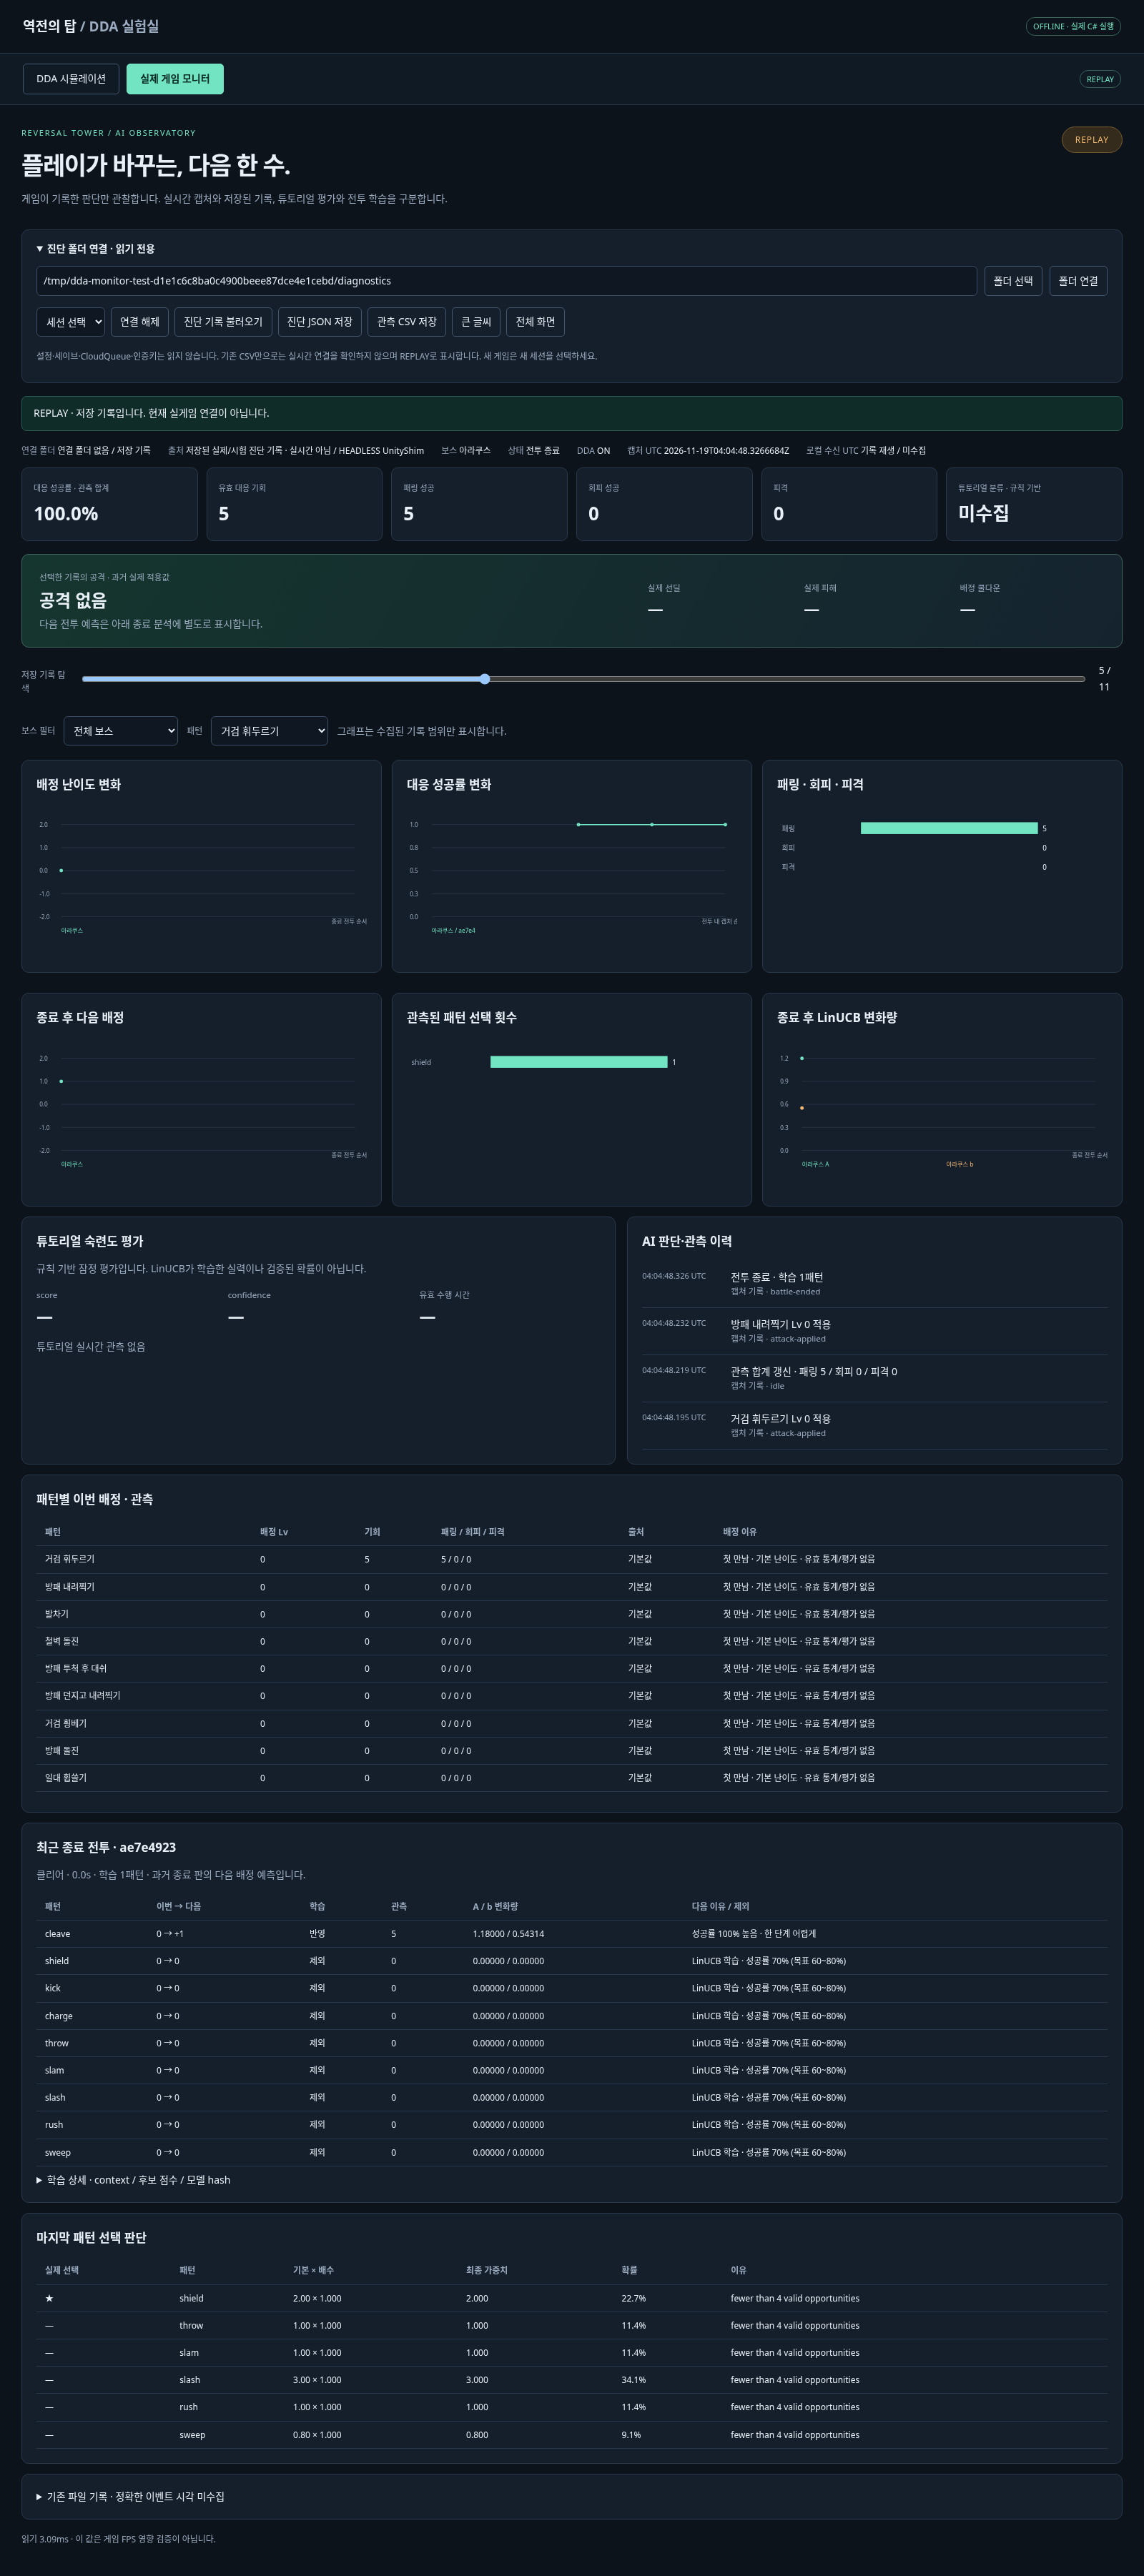 역전의 탑 / DDA 실험실
OFFLINE · 실제 C# 실행
DDA 시뮬레이션
실제 게임 모니터
REPLAY
REVERSAL TOWER / AI OBSERVATORY
REPLAY
플레이가 바꾸는, 다음 한 수.
게임이 기록한 판단만 관찰합니다. 실시간 캡처와 저장된 기록, 튜토리얼 평가와 전투 학습을 구분합니다.
▼ 진단 폴더 연결 · 읽기 전용
/tmp/dda-monitor-test-d1e1c6c8ba0c4900beee87dce4e1cebd/diagnostics
폴더 선택
폴더 연결
세션 선택
연결 해제
진단 기록 불러오기
진단 JSON 저장
관측 CSV 저장
큰 글씨
전체 화면
설정·세이브·CloudQueue·인증키는 읽지 않습니다. 기존 CSV만으로는 실시간 연결을 확인하지 않으며 REPLAY로 표시합니다. 새 게임은 새 세션을 선택하세요.
REPLAY · 저장 기록입니다. 현재 실게임 연결이 아닙니다.
연결 폴더 연결 폴더 없음 / 저장 기록 출처 저장된 실제/시험 진단 기록 · 실시간 아님 / HEADLESS UnityShim 보스 아라쿠스 상태 전투 종료 DDA ON 캡처 UTC 2026-11-19T04:04:48.3266684Z 로컬 수신 UTC 기록 재생 / 미수집
대응 성공률 · 관측 합계
100.0%
유효 대응 기회
5
패링 성공
5
회피 성공
0
피격
0
튜토리얼 분류 · 규칙 기반
미수집
선택한 기록의 공격 · 과거 실제 적용값
공격 없음
다음 전투 예측은 아래 종료 분석에 별도로 표시합니다.
실제 선딜
—
실제 피해
—
배정 쿨다운
—
저장 기록 탐
색
5 /
11
보스 필터
전체 보스
패턴
거검 휘두르기
그래프는 수집된 기록 범위만 표시합니다.
배정 난이도 변화
2.0
1.0
0.0
-1.0
-2.0
종료 전투 순서
아라쿠스
대응 성공률 변화
1.0
0.8
0.5
0.3
0.0
전투 내 캡처 순
아라쿠스 / ae7e4
패링 · 회피 · 피격
패링 5
회피 0
피격 0
종료 후 다음 배정
2.0
1.0
0.0
-1.0
-2.0
종료 전투 순서
아라쿠스
관측된 패턴 선택 횟수
shield 1
종료 후 LinUCB 변화량
1.2
0.9
0.6
0.3
0.0
종료 전투 순서
아라쿠스 A 아라쿠스 b
튜토리얼 숙련도 평가
규칙 기반 잠정 평가입니다. LinUCB가 학습한 실력이나 검증된 확률이 아닙니다.
score
—
confidence
—
유효 수행 시간
—
튜토리얼 실시간 관측 없음
AI 판단·관측 이력
04:04:48.326 UTC 전투 종료 · 학습 1패턴
캡처 기록 · battle-ended
04:04:48.232 UTC 방패 내려찍기 Lv 0 적용
캡처 기록 · attack-applied
04:04:48.219 UTC 관측 합계 갱신 · 패링 5 / 회피 0 / 피격 0
캡처 기록 · idle
04:04:48.195 UTC 거검 휘두르기 Lv 0 적용
캡처 기록 · attack-applied
패턴별 이번 배정 · 관측
패턴 배정 Lv 기회 패링 / 회피 / 피격 출처 배정 이유
거검 휘두르기 0 5 5 / 0 / 0 기본값 첫 만남 · 기본 난이도 · 유효 통계/평가 없음
방패 내려찍기 0 0 0 / 0 / 0 기본값 첫 만남 · 기본 난이도 · 유효 통계/평가 없음
발차기 0 0 0 / 0 / 0 기본값 첫 만남 · 기본 난이도 · 유효 통계/평가 없음
철벽 돌진 0 0 0 / 0 / 0 기본값 첫 만남 · 기본 난이도 · 유효 통계/평가 없음
방패 투척 후 대쉬 0 0 0 / 0 / 0 기본값 첫 만남 · 기본 난이도 · 유효 통계/평가 없음
방패 던지고 내려찍기 0 0 0 / 0 / 0 기본값 첫 만남 · 기본 난이도 · 유효 통계/평가 없음
거검 횡베기 0 0 0 / 0 / 0 기본값 첫 만남 · 기본 난이도 · 유효 통계/평가 없음
방패 돌진 0 0 0 / 0 / 0 기본값 첫 만남 · 기본 난이도 · 유효 통계/평가 없음
일대 휩쓸기 0 0 0 / 0 / 0 기본값 첫 만남 · 기본 난이도 · 유효 통계/평가 없음
최근 종료 전투 · ae7e4923
클리어 · 0.0s · 학습 1패턴 · 과거 종료 판의 다음 배정 예측입니다.
패턴 이번 → 다음 학습 관측 A / b 변화량 다음 이유 / 제외
cleave 0 → +1 반영 5 1.18000 / 0.54314 성공률 100% 높음 · 한 단계 어렵게
shield 0 → 0 제외 0 0.00000 / 0.00000 LinUCB 학습 · 성공률 70% (목표 60~80%)
kick 0 → 0 제외 0 0.00000 / 0.00000 LinUCB 학습 · 성공률 70% (목표 60~80%)
charge 0 → 0 제외 0 0.00000 / 0.00000 LinUCB 학습 · 성공률 70% (목표 60~80%)
throw 0 → 0 제외 0 0.00000 / 0.00000 LinUCB 학습 · 성공률 70% (목표 60~80%)
slam 0 → 0 제외 0 0.00000 / 0.00000 LinUCB 학습 · 성공률 70% (목표 60~80%)
slash 0 → 0 제외 0 0.00000 / 0.00000 LinUCB 학습 · 성공률 70% (목표 60~80%)
rush 0 → 0 제외 0 0.00000 / 0.00000 LinUCB 학습 · 성공률 70% (목표 60~80%)
sweep 0 → 0 제외 0 0.00000 / 0.00000 LinUCB 학습 · 성공률 70% (목표 60~80%)
▶ 학습 상세 · context / 후보 점수 / 모델 hash
마지막 패턴 선택 판단
실제 선택 패턴 기본 × 배수 최종 가중치 확률 이유
★ shield 2.00 × 1.000 2.000 22.7% fewer than 4 valid opportunities
— throw 1.00 × 1.000 1.000 11.4% fewer than 4 valid opportunities
— slam 1.00 × 1.000 1.000 11.4% fewer than 4 valid opportunities
— slash 3.00 × 1.000 3.000 34.1% fewer than 4 valid opportunities
— rush 1.00 × 1.000 1.000 11.4% fewer than 4 valid opportunities
— sweep 0.80 × 1.000 0.800 9.1% fewer than 4 valid opportunities
▶ 기존 파일 기록 · 정확한 이벤트 시각 미수집
읽기 3.09ms · 이 값은 게임 FPS 영향 검증이 아닙니다.